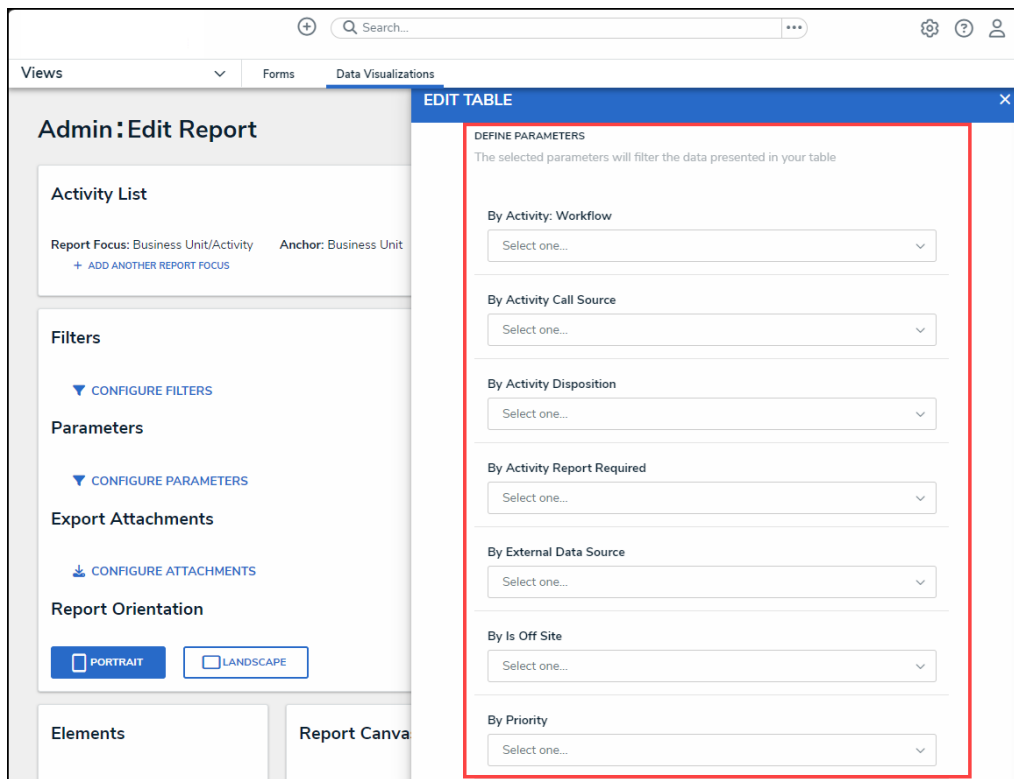 Search...
Views
Forms
Data Visualizations
EDIT TABLE
Admin:Edit Report
Activity List
Report Focus: Business Unit/Activity Anchor: Business Unit
+ ADD ANOTHER REPORT FOCUS
Filters
CONFIGURE FILTERS
Parameters
CONFIGURE PARAMETERS
Export Attachments
CONFIGURE ATTACHMENTS
Report Orientation
PORTRAIT
LANDSCAPE
Elements
Report Canva
DEFINE PARAMETERS
The selected parameters will filter the data presented in your table
By Activity: Workflow
Select one...
By Activity Call Source
Select one...
By Activity Disposition
Select one...
By Activity Report Required
Select one...
By External Data Source
Select one...
By Is Off Site
Select one...
By Priority
Select one...